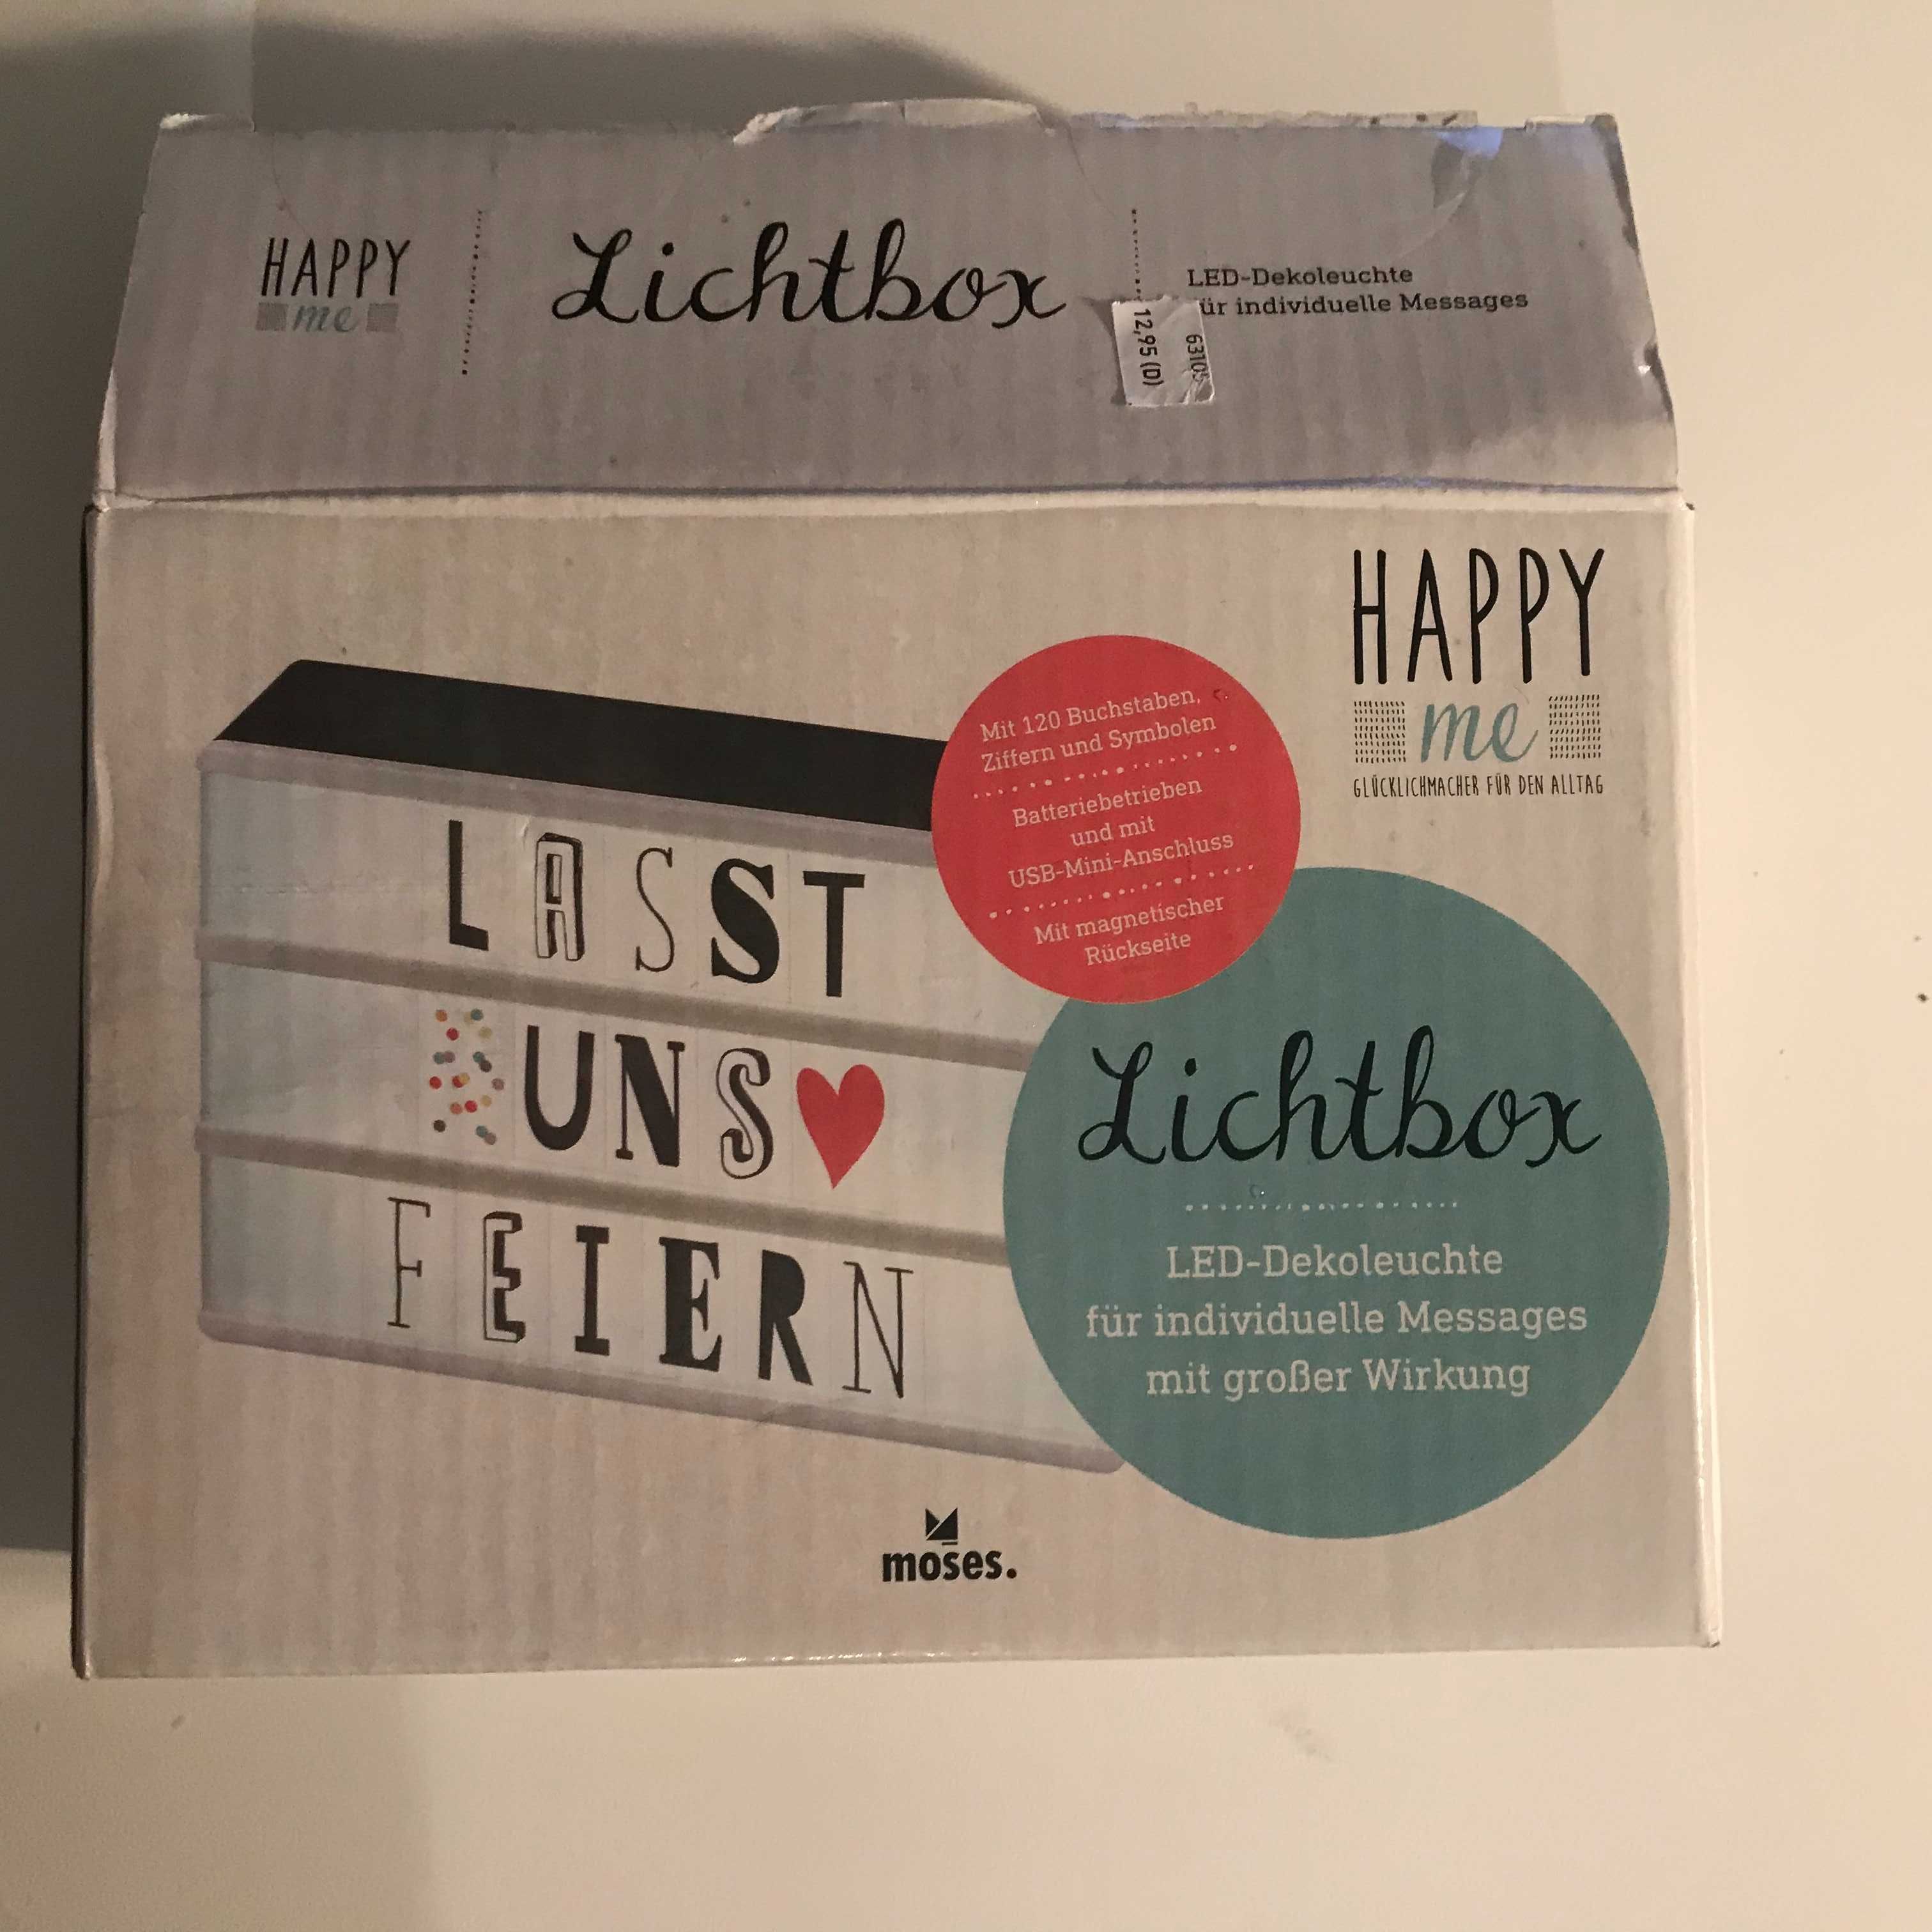 HAPPY
me
Lichtbox
LED-Dekoleuchte
für individuelle Messages
12,95 (D)
6310
HAPPY
me
GLÜCKLICHMACHER FÜR DEN ALLTAG
Mit 120 Buchstaben,
Ziffern und Symbolen
Batteriebetrieben
und mit
USB-Mini-Anschluss
Mit magnetischer
Rückseite
LASST
UNS
FEIERN
Lichtbox
LED-Dekoleuchte
für individuelle Messages
mit großer Wirkung
moses.